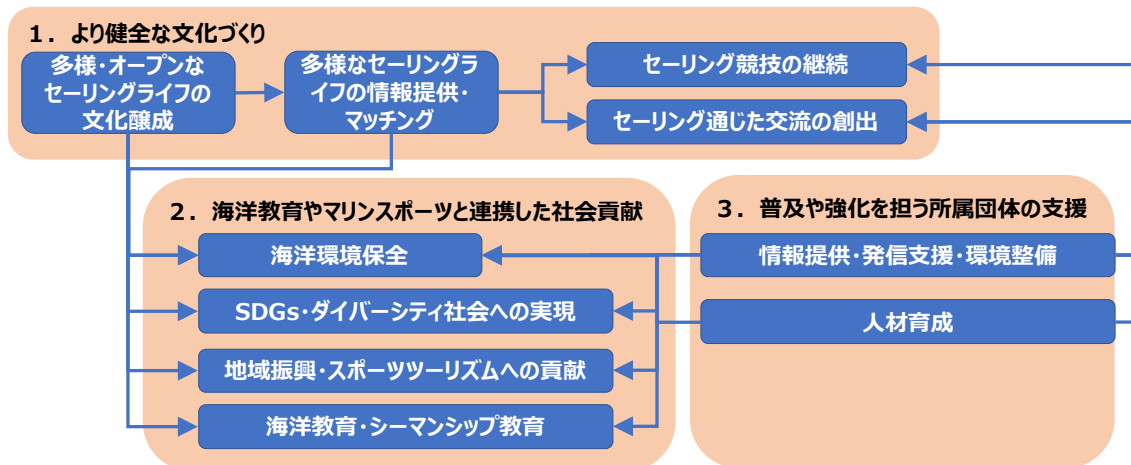 1．より健全な文化づくり
多様・オープンな
セーリングライフの
文化醸成
多様なセーリングラ
イフの情報提供・
マッチング
セーリング競技の継続
セーリング通じた交流の創出
2．海洋教育やマリンスポーツと連携した社会貢献
海洋環境保全
SDGs・ダイバーシティ社会への実現
地域振興・スポーツツーリズムへの貢献
海洋教育・シーマンシップ教育
3．普及や強化を担う所属団体の支援
情報提供・発信支援・環境整備
人材育成